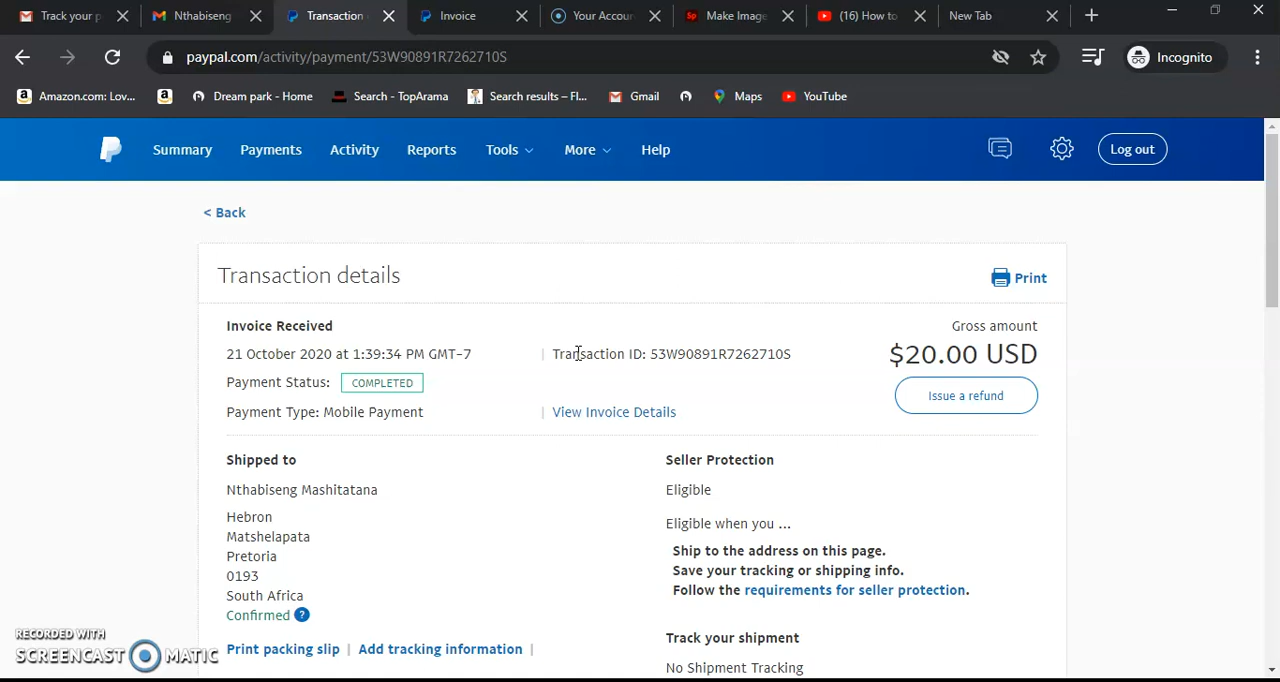 Track your p
Nthabiseng
Transaction
Invoice
Your Accoun
Sp
Make Image
(16) How to
New Tab
paypal.com/activity/payment/53W90891R7262710S
Incognito
Amazon.com: Lov...
Dream park - Home
Search - TopArama
Search results – Fl...
Gmail
Maps
YouTube
Summary
Payments
Activity
Reports
Tools
More
Help
Log out
< Back
Transaction details
Print
Invoice Received
Gross amount
21 October 2020 at 1:39:34 PM GMT-7
Transaction ID: 53W90891R7262710S
$20.00 USD
Payment Status:
COMPLETED
Issue a refund
Payment Type: Mobile Payment
View Invoice Details
Shipped to
Seller Protection
Nthabiseng Mashitatana
Eligible
Hebron
Eligible when you ...
Matshelapata
Ship to the address on this page.
Pretoria
Save your tracking or shipping info.
0193
Follow the requirements for seller protection.
South Africa
Confirmed ?
Track your shipment
RECORDED WITH
SCREENCAST MATIC
Print packing slip | Add tracking information |
No Shipment Tracking